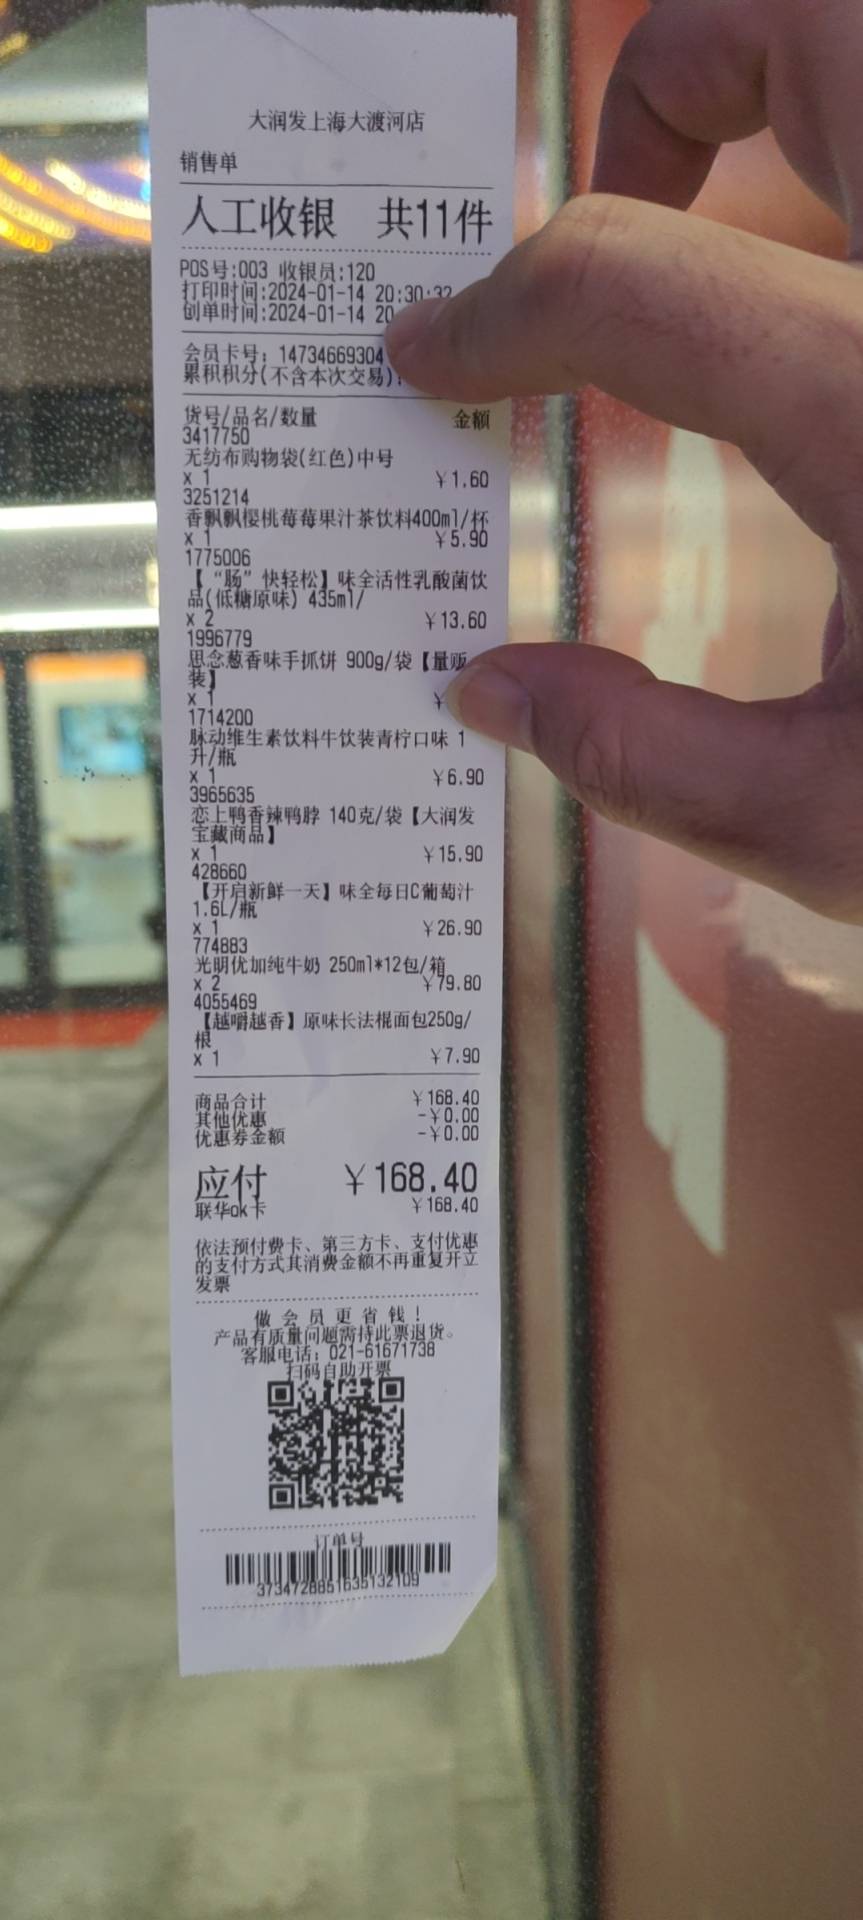 大润发上海大渡河店
销售单
人工收银 共11件
POS号:003 收银员:120
打印时间:2024-01-14 20:30:32
创单时间:2024-01-14 20
会员卡号: 14734669304
累积积分(不含本次交易):
货号/品名/数量 金额
3417750
无纺布购物袋(红色)中号
x 1 ￥1.60
3251214
香飘飘樱桃莓莓果汁茶饮料400ml/杯
x 1 ￥5.90
1775006
【“肠”快轻松】味全活性乳酸菌饮
品(低糖原味) 435ml/
x 2 ￥13.60
1996779
思念葱香味手抓饼 900g/袋【量贩
装】
x 1 ￥
1714200
脉动维生素饮料牛饮装青柠口味 1
升/瓶
x 1 ￥6.90
3965635
恋上鸭香辣鸭脖 140克/袋【大润发
宝藏商品】
x 1 ￥15.90
428660
【开启新鲜一天】味全每日C葡萄汁
1.6L/瓶
x 1 ￥26.90
774883
光明优加纯牛奶 250ml*12包/箱
x 2 ￥79.80
4055469
【越嚼越香】原味长法棍面包250g/
根
x 1 ￥7.90
商品合计 ￥168.40
其他优惠 -￥0.00
优惠券金额 -￥0.00
应付 ￥168.40
联华ok卡 ￥168.40
依法预付费卡、第三方卡、支付优惠
的支付方式其消费金额不再重复开立
发票
做会员更省钱!
产品有质量问题需持此票退货。
客服电话: 021-61671738
扫码自助开票
订单号
3734728851635132109